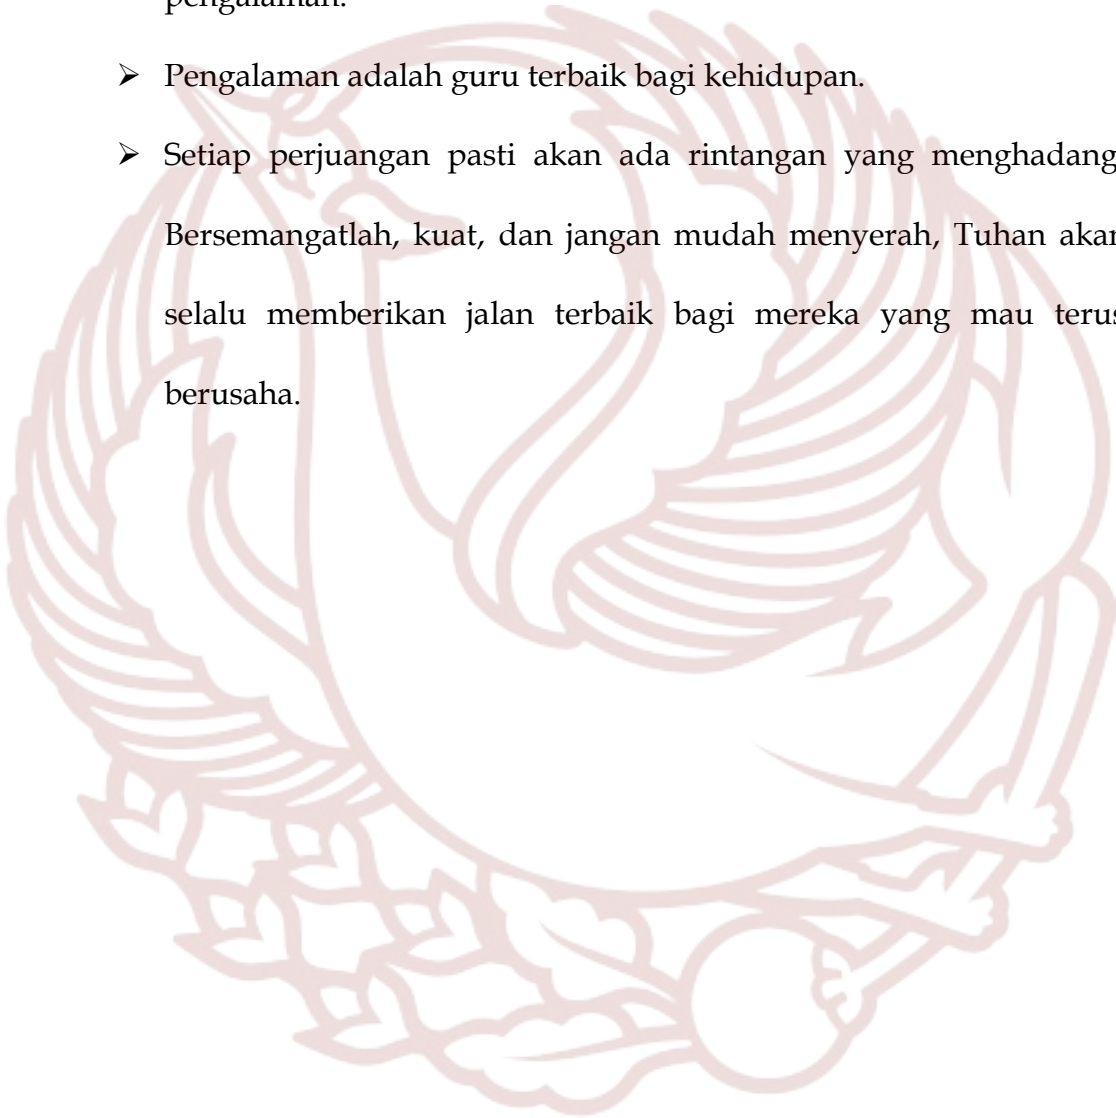 pengalaman.
➢ Pengalaman adalah guru terbaik bagi kehidupan.
➢ Setiap perjuangan pasti akan ada rintangan yang menghadang
Bersemangatlah, kuat, dan jangan mudah menyerah, Tuhan akan
selalu memberikan jalan terbaik bagi mereka yang mau terus
berusaha.